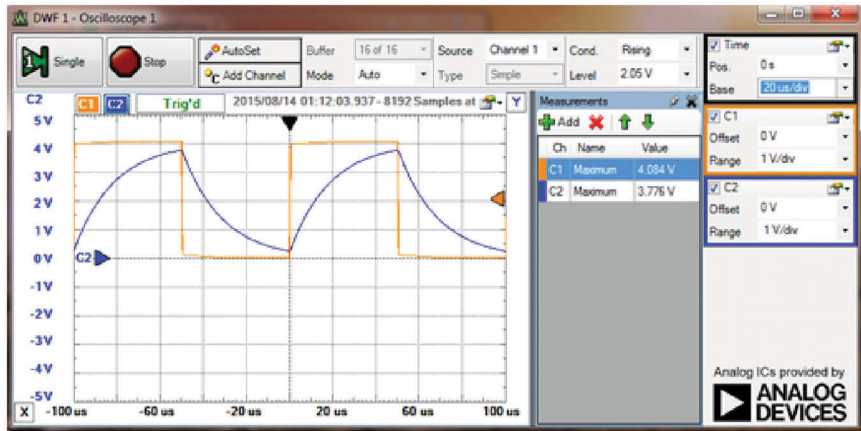 DWF 1 - Oscilloscope 1
Single
Stop
AutoSet
Add Channel
Buffer 16 of 16
Mode Auto
Source Channel 1
Type Simple
Cond. Rising
Level 2.05 V
Time
Pos. 0 s
Base 20 us/div
C2
C1 C2 Trig'd 2015/08/14 01:12:03.937 - 8192 Samples at Y
5 V
4 V
3 V
2 V
1 V
0 V
C2
-1 V
-2 V
-3 V
-4 V
-5 V
X -100 us -60 us -20 us 20 us 60 us 100 us
Measurements
Add
Ch Name Value
C1 Maximum 4.084 V
C2 Maximum 3.776 V
C1
Offset 0 V
Range 1 V/div
C2
Offset 0 V
Range 1 V/div
Analog ICs provided by
ANALOG
DEVICES